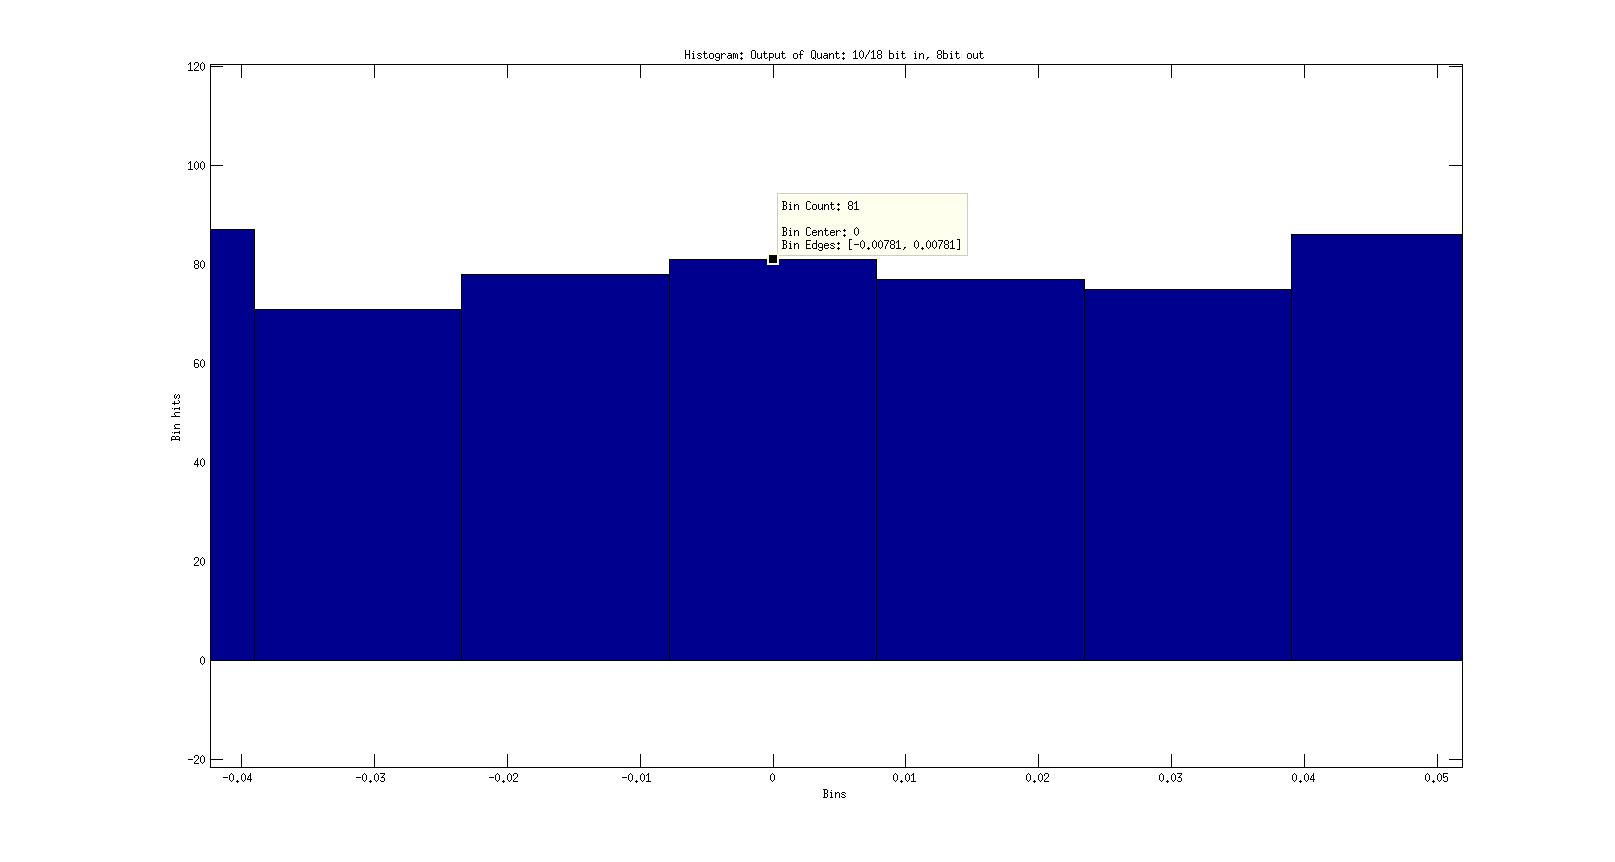 Histogram: Output of Quant: 10/18 bit in, 8bit out
120
100
80
60
40
20
0
-20
Bin hits
Bin Count: 81
Bin Center: 0
Bin Edges: [-0.00781, 0.00781]
-0.04 -0.03 -0.02 -0.01 0 0.01 0.02 0.03 0.04 0.05
Bins